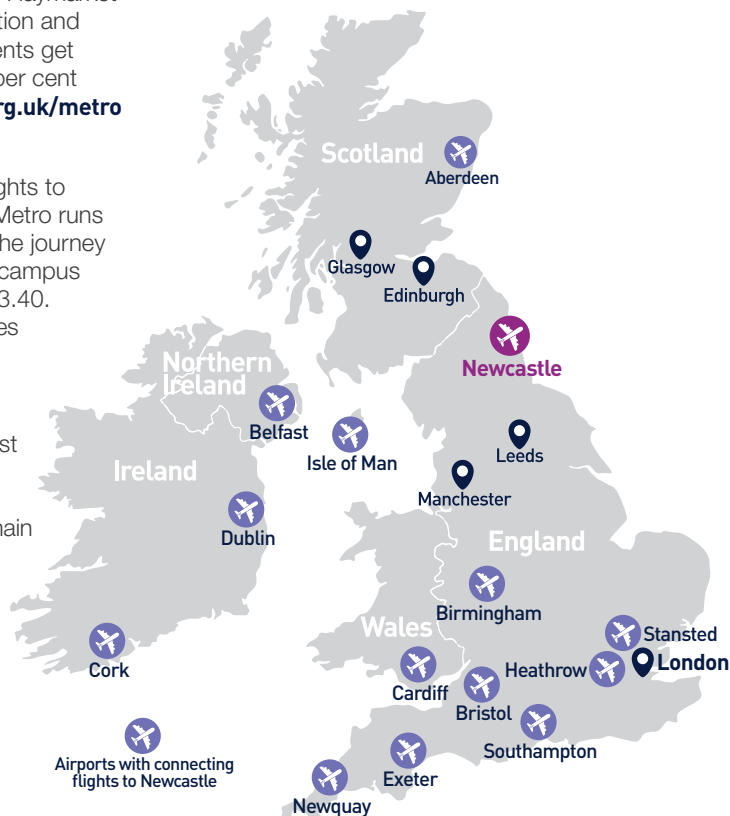 Haymarket
tion and
ents get
per cent
rg.uk/metro
ghts to
Metro runs
he journey
campus
3.40.
es
st
nain
Scotland
Aberdeen
Glasgow
Edinburgh
Newcastle
Northern
Ireland
Belfast
Isle of Man
Leeds
Ireland
Manchester
Dublin
England
Birmingham
Wales
Stansted
London
Heathrow
Cork
Cardiff
Bristol
Southampton
Airports with connecting
flights to Newcastle
Exeter
Newquay